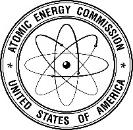 ATOMIC ENERGY COMMISSION
UNITED STATES OF AMERICA